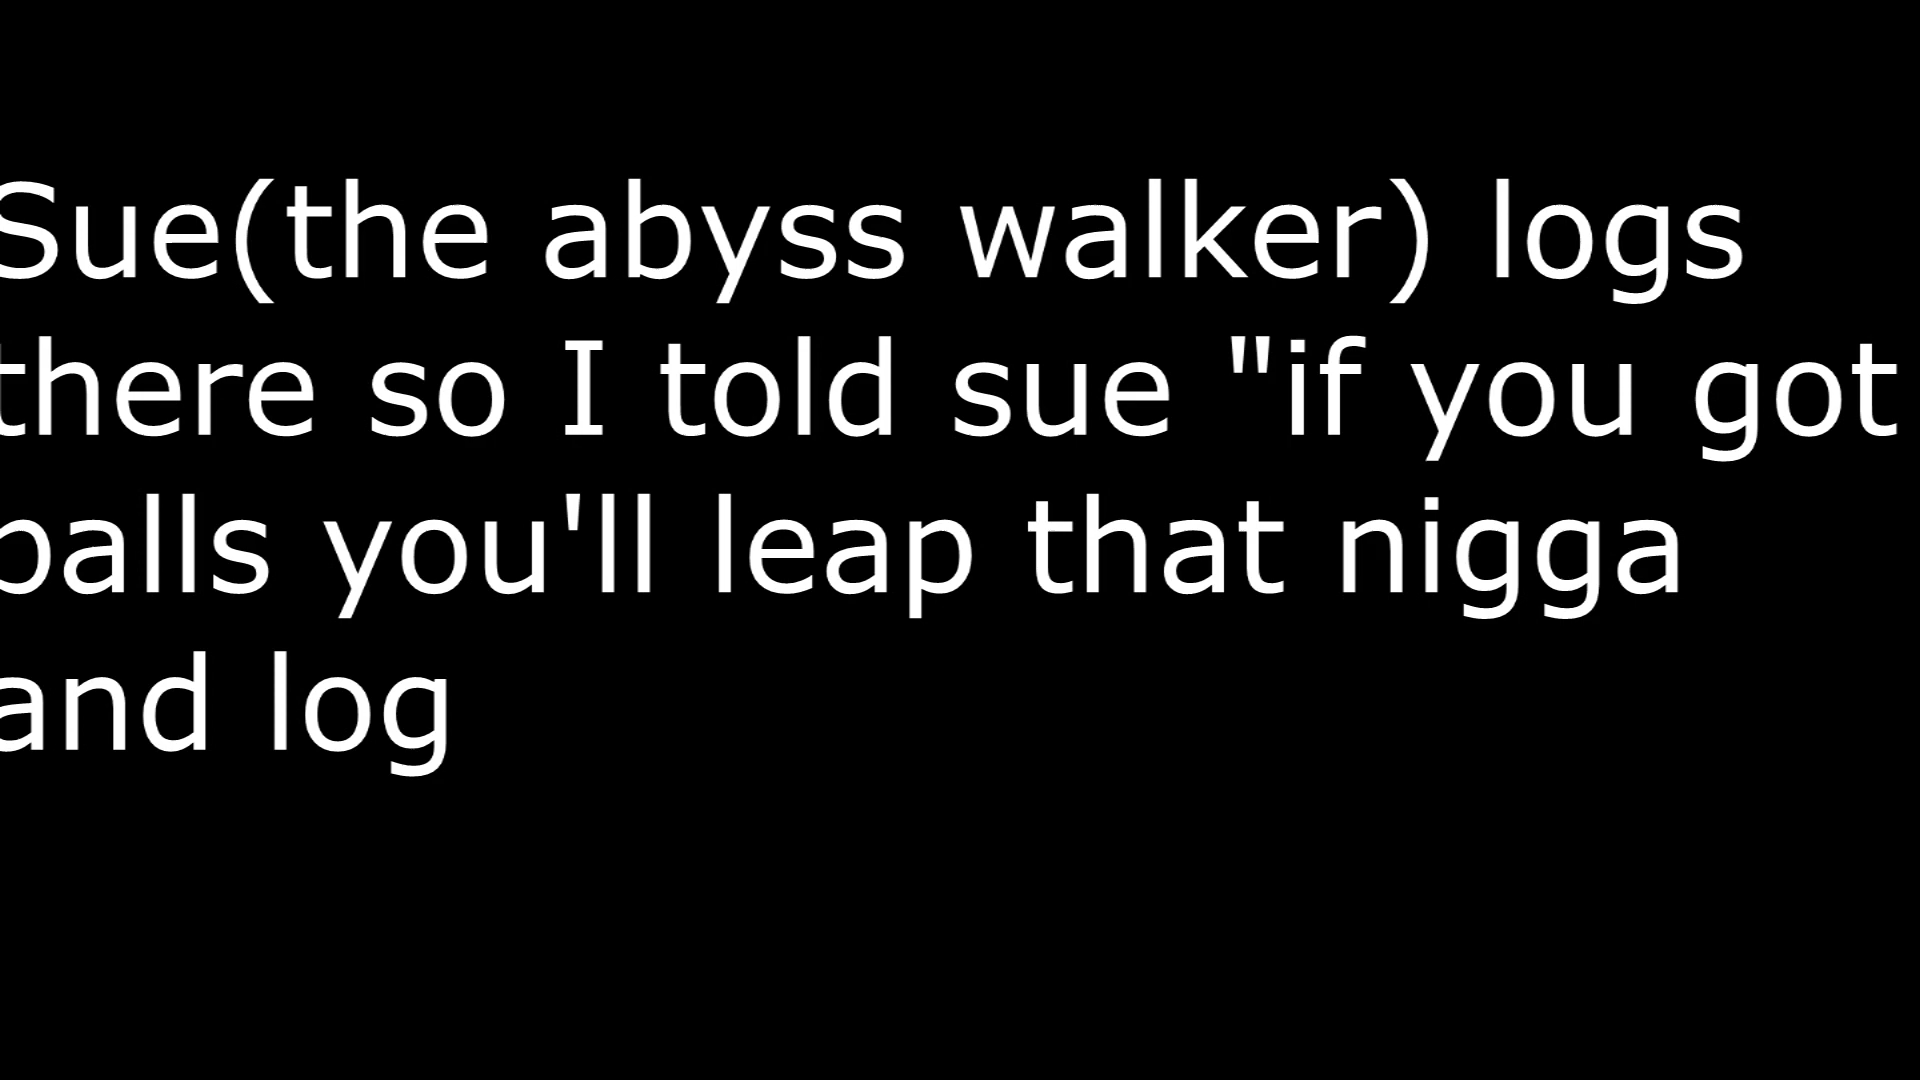 Sue(the abyss walker) logs
there so I told sue "if you got
balls you'll leap that nigga
and log